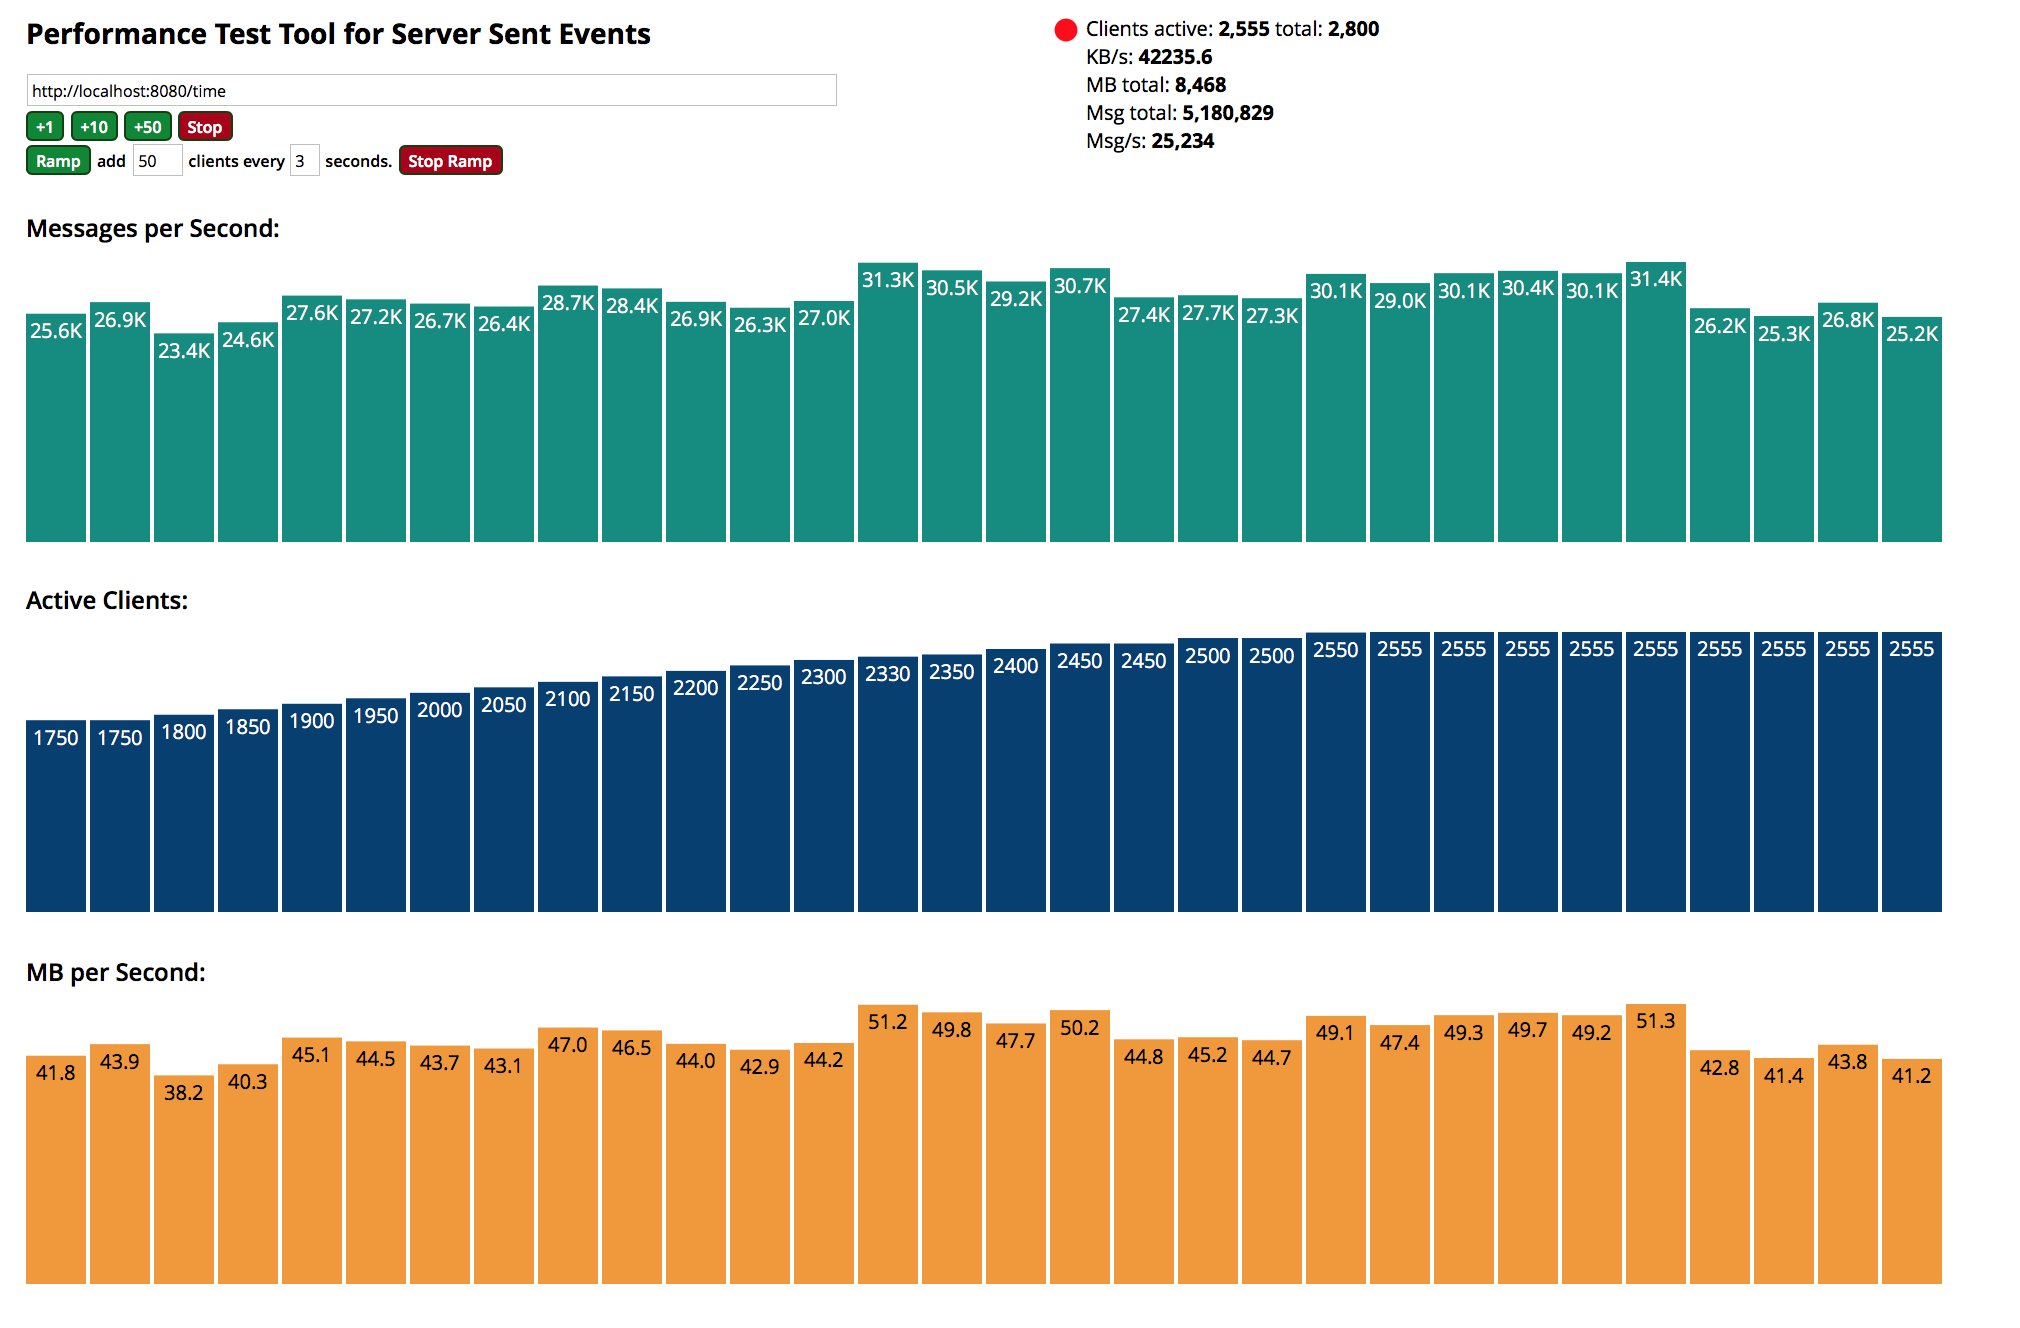 Performance Test Tool for Server Sent Events
http://localhost:8080/time
+1 +10 +50 Stop
Ramp add 50 clients every 3 seconds. Stop Ramp
Clients active: 2,555 total: 2,800
KB/s: 42235.6
MB total: 8,468
Msg total: 5,180,829
Msg/s: 25,234
Messages per Second:
25.6K 26.9K 23.4K 24.6K 27.6K 27.2K 26.7K 26.4K 28.7K 28.4K 26.9K 26.3K 27.0K 31.3K 30.5K 29.2K 30.7K 27.4K 27.7K 27.3K 30.1K 29.0K 30.1K 30.4K 30.1K 31.4K 26.2K 25.3K 26.8K 25.2K
Active Clients:
1750 1750 1800 1850 1900 1950 2000 2050 2100 2150 2200 2250 2300 2330 2350 2400 2450 2450 2500 2500 2550 2555 2555 2555 2555 2555 2555 2555 2555 2555
MB per Second:
41.8 43.9 38.2 40.3 45.1 44.5 43.7 43.1 47.0 46.5 44.0 42.9 44.2 51.2 49.8 47.7 50.2 44.8 45.2 44.7 49.1 47.4 49.3 49.7 49.2 51.3 42.8 41.4 43.8 41.2